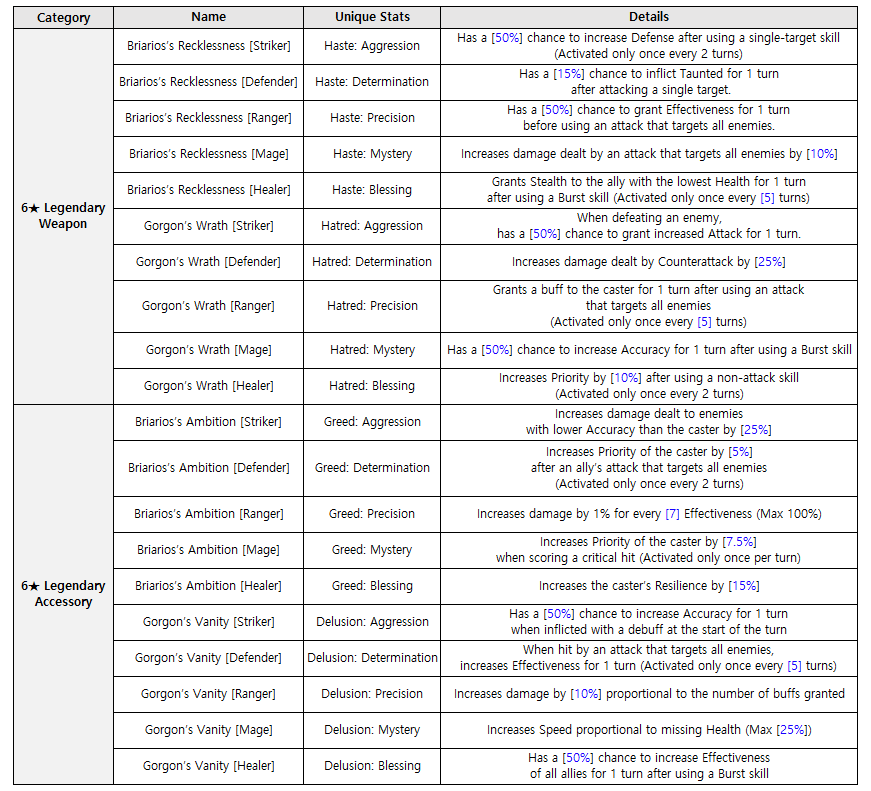 Category Name Unique Stats Details
6★ Legendary
Weapon
Briarios's Recklessness [Striker] Haste: Aggression Has a [50%] chance to increase Defense after using a single-target skill
(Activated only once every 2 turns)
Briarios's Recklessness [Defender] Haste: Determination Has a [15%] chance to inflict Taunted for 1 turn
after attacking a single target.
Briarios's Recklessness [Ranger] Haste: Precision Has a [50%] chance to grant Effectiveness for 1 turn
before using an attack that targets all enemies.
Briarios's Recklessness [Mage] Haste: Mystery Increases damage dealt by an attack that targets all enemies by [10%]
Briarios's Recklessness [Healer] Haste: Blessing Grants Stealth to the ally with the lowest Health for 1 turn
after using a Burst skill (Activated only once every [5] turns)
Gorgon's Wrath [Striker] Hatred: Aggression When defeating an enemy,
has a [50%] chance to grant increased Attack for 1 turn.
Gorgon's Wrath [Defender] Hatred: Determination Increases damage dealt by Counterattack by [25%]
Gorgon's Wrath [Ranger] Hatred: Precision Grants a buff to the caster for 1 turn after using an attack
that targets all enemies
(Activated only once every [5] turns)
Gorgon's Wrath [Mage] Hatred: Mystery Has a [50%] chance to increase Accuracy for 1 turn after using a Burst skill
Gorgon's Wrath [Healer] Hatred: Blessing Increases Priority by [10%] after using a non-attack skill
(Activated only once every 2 turns)
6★ Legendary
Accessory
Briarios's Ambition [Striker] Greed: Aggression Increases damage dealt to enemies
with lower Accuracy than the caster by [25%]
Briarios's Ambition [Defender] Greed: Determination Increases Priority of the caster by [5%]
after an ally's attack that targets all enemies
(Activated only once every 2 turns)
Briarios's Ambition [Ranger] Greed: Precision Increases damage by 1% for every [7] Effectiveness (Max 100%)
Briarios's Ambition [Mage] Greed: Mystery Increases Priority of the caster by [7.5%]
when scoring a critical hit (Activated only once per turn)
Briarios's Ambition [Healer] Greed: Blessing Increases the caster's Resilience by [15%]
Gorgon's Vanity [Striker] Delusion: Aggression Has a [50%] chance to increase Accuracy for 1 turn
when inflicted with a debuff at the start of the turn
Gorgon's Vanity [Defender] Delusion: Determination When hit by an attack that targets all enemies,
increases Effectiveness for 1 turn (Activated only once every [5] turns)
Gorgon's Vanity [Ranger] Delusion: Precision Increases damage by [10%] proportional to the number of buffs granted
Gorgon's Vanity [Mage] Delusion: Mystery Increases Speed proportional to missing Health (Max [25%])
Gorgon's Vanity [Healer] Delusion: Blessing Has a [50%] chance to increase Effectiveness
of all allies for 1 turn after using a Burst skill